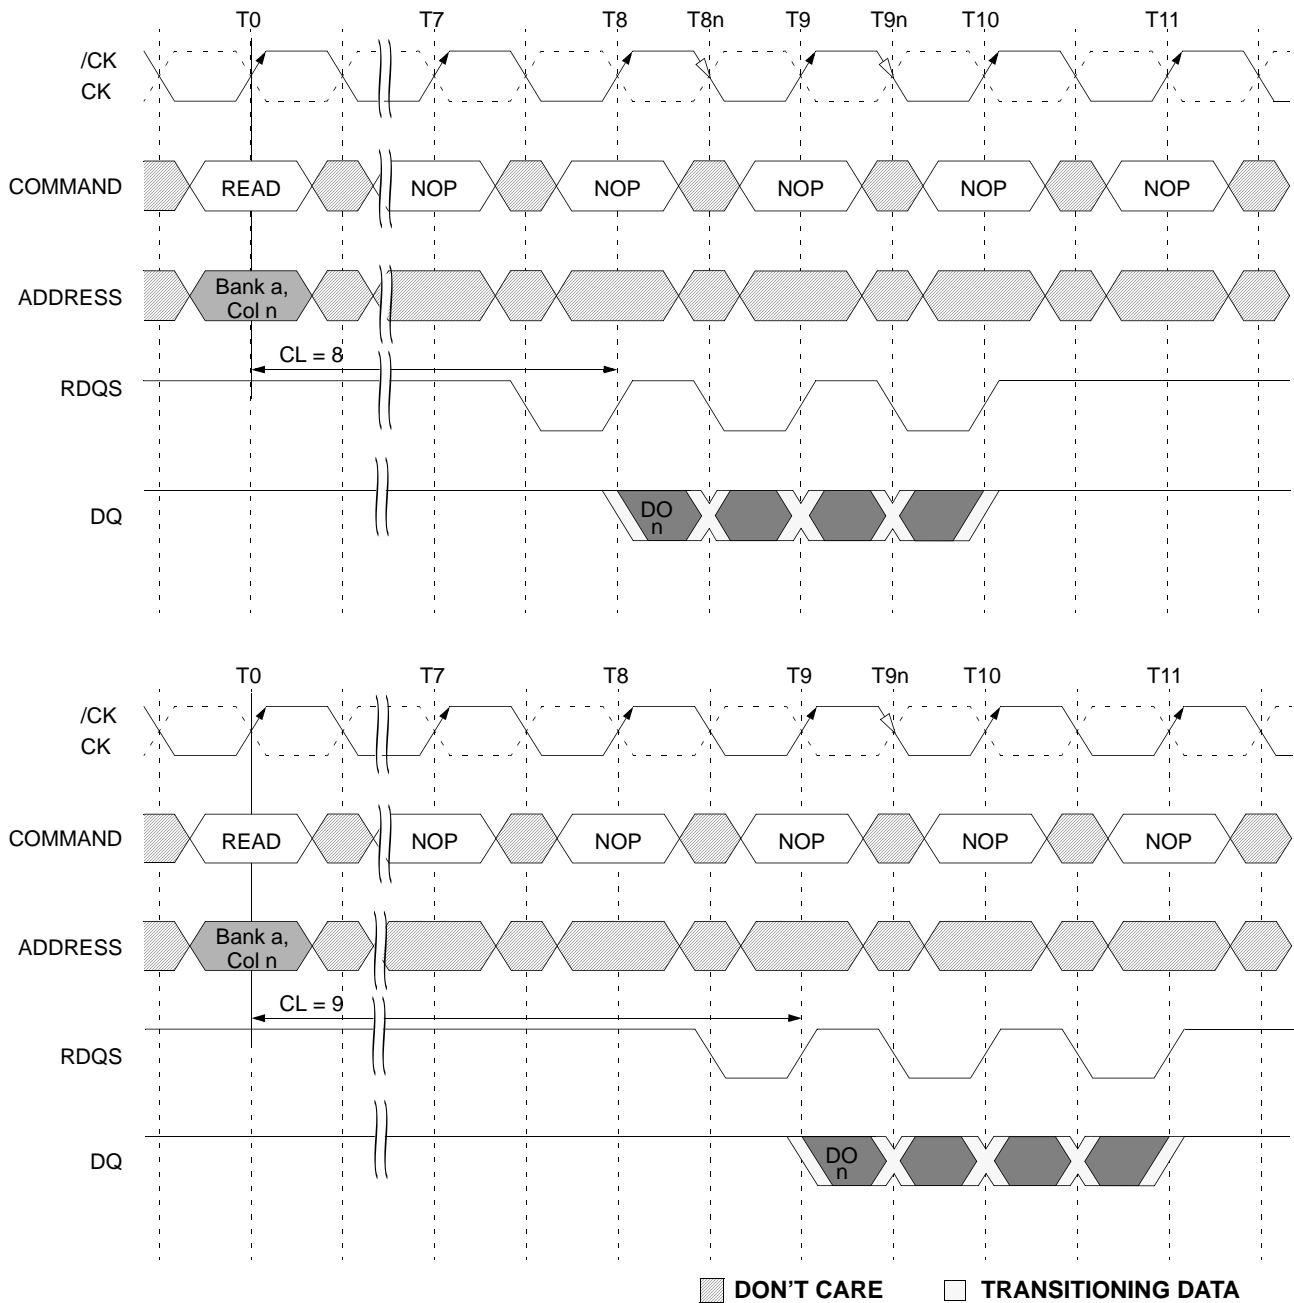 T0 T7 T8 T8n T9 T9n T10 T11
/CK
CK
COMMAND READ NOP NOP NOP NOP NOP
ADDRESS Bank a,
Col n
CL = 8
RDQS
DQ DO
n
T0 T7 T8 T9 T9n T10 T11
/CK
CK
COMMAND READ NOP NOP NOP NOP NOP
ADDRESS Bank a,
Col n
CL = 9
RDQS
DQ DO
n
DON'T CARE TRANSITIONING DATA